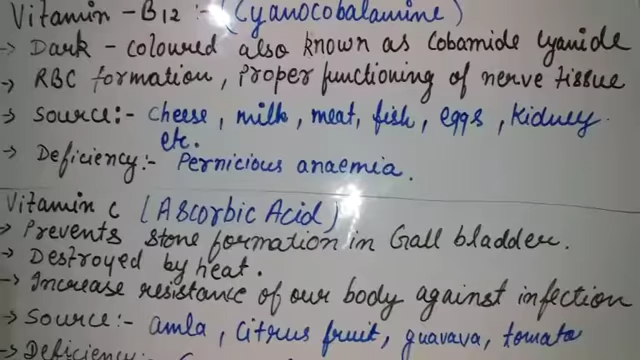 Vitamin - B12 :- (Cyanocobalamine)
→ Dark - coloured also known as Cobamide Cyanide
→ RBC formation, Proper functioning of nerve tissue
→ Source:- Cheese, milk, meat, fish, eggs, Kidney.
etc.
→ Deficiency:- Pernicious anaemia.
Vitamin C (Ascorbic Acid)
→ Prevents stone formation in Gall bladder.
→ Destroyed by heat.
→ Increase resistance of our body against infection
→ Source:- amla, Citrus fruit, guavava, tomato
→ Deficiency:-